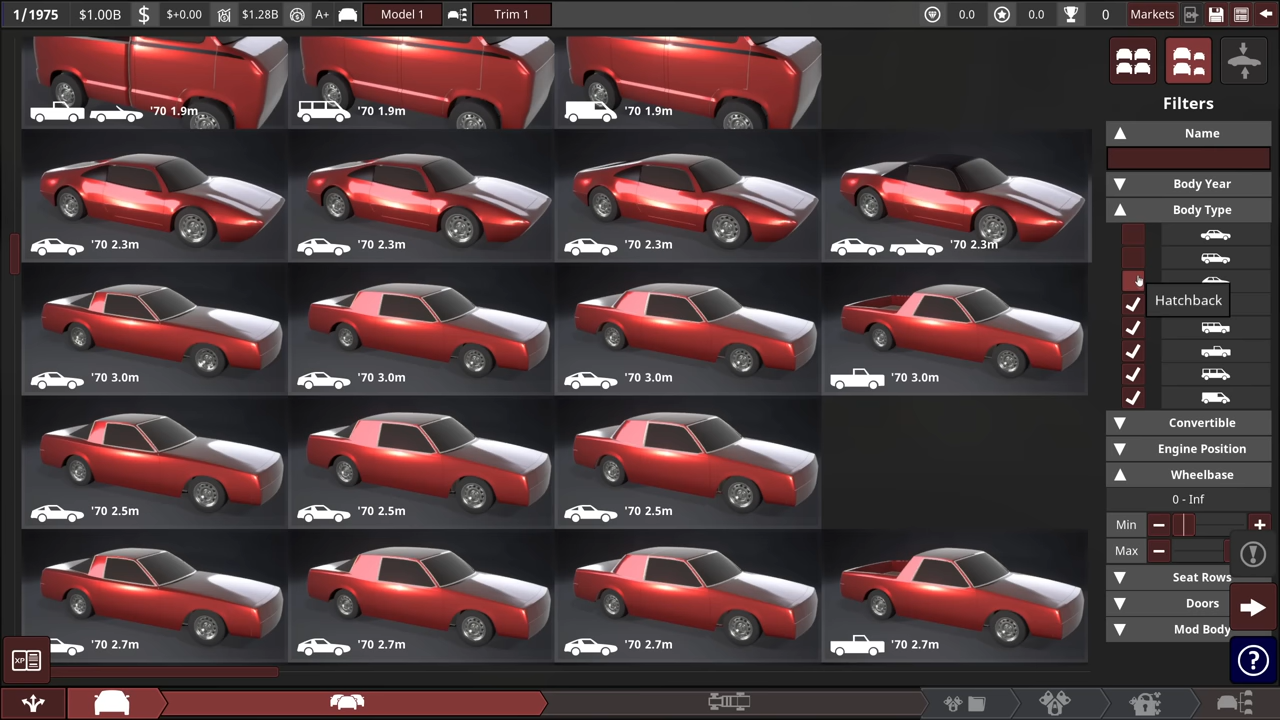 1/1975 $1.00B $ $+0.00 $1.28B A+ Model 1 Trim 1 0.0 0.0 0 Markets
'70 1.9m '70 1.9m '70 1.9m
'70 2.3m '70 2.3m '70 2.3m '70 2.3m
'70 3.0m '70 3.0m '70 3.0m '70 3.0m
'70 2.5m '70 2.5m '70 2.5m
'70 2.7m '70 2.7m '70 2.7m '70 2.7m
XP
Filters
Name
Body Year
Body Type
Hatchback
Convertible
Engine Position
Wheelbase
0 - Inf
Min
Max
Seat Rows
Doors
Mod Body
?